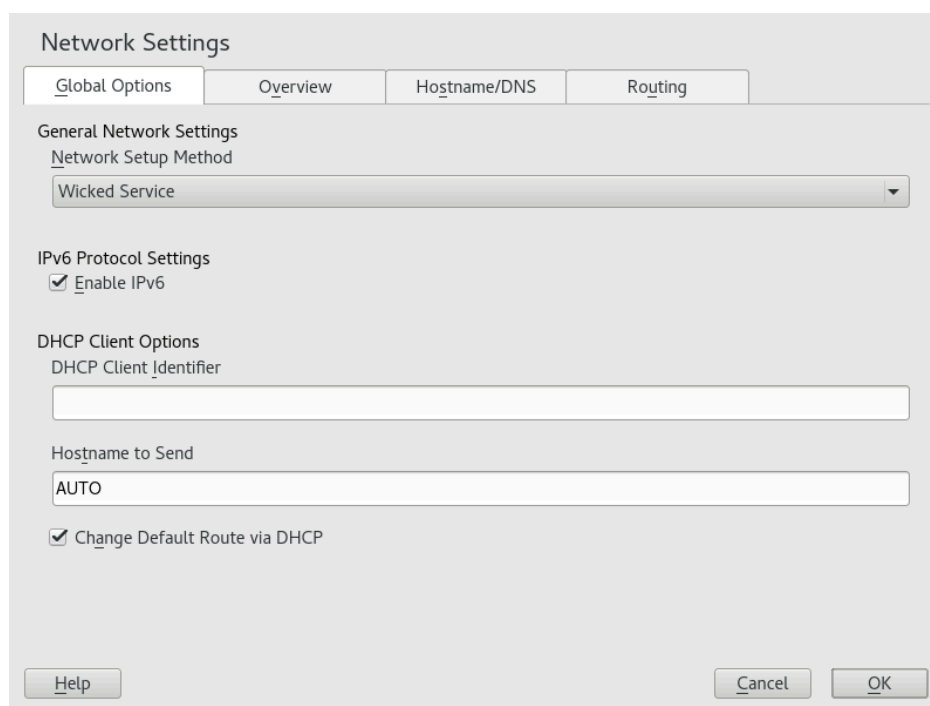 Network Settings
Global Options Overview Hostname/DNS Routing
General Network Settings
Network Setup Method
Wicked Service
IPv6 Protocol Settings
Enable IPv6
DHCP Client Options
DHCP Client Identifier
Hostname to Send
AUTO
Change Default Route via DHCP
Help Cancel OK